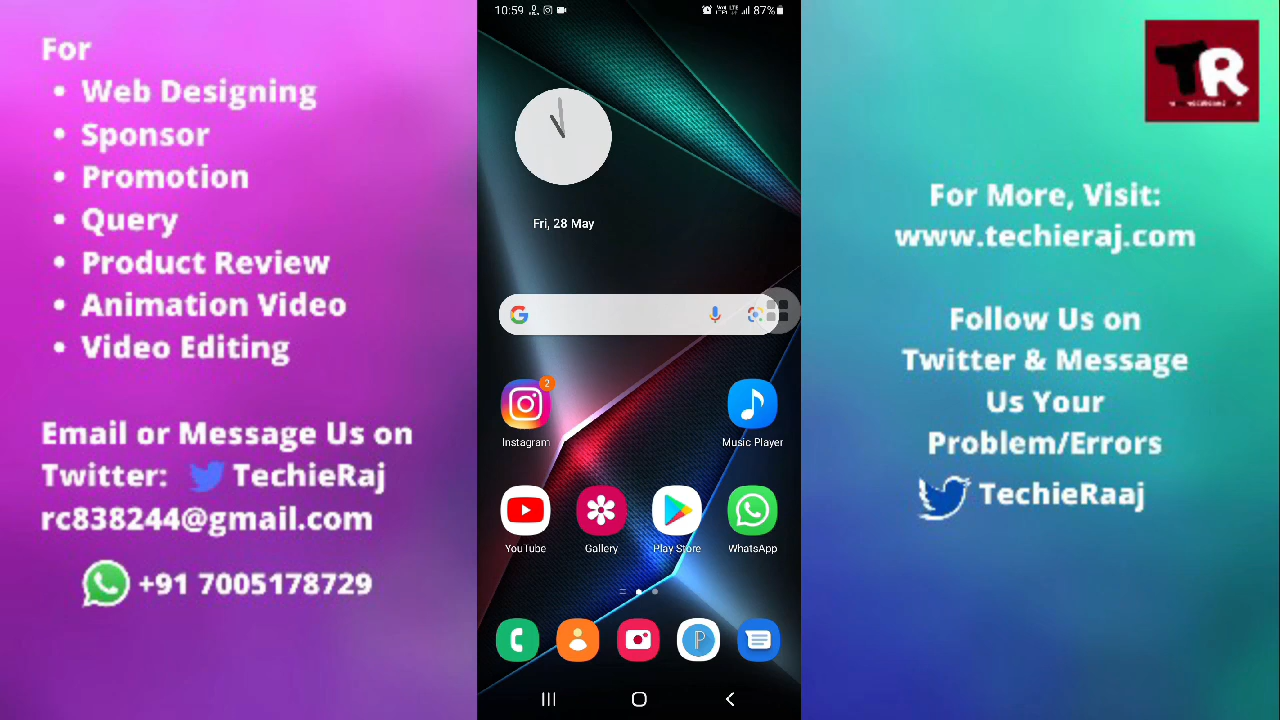 For
• Web Designing
• Sponsor
• Promotion
• Query
• Product Review
• Animation Video
• Video Editing
Email or Message Us on
Twitter: TechieRaj
rc838244@gmail.com
+91 7005178729
10:59
87%
Fri, 28 May
2
Instagram
Music Player
YouTube
Gallery
Play Store
WhatsApp
TR
For More, Visit:
www.techieraj.com
Follow Us on
Twitter & Message
Us Your
Problem/Errors
TechieRaaj